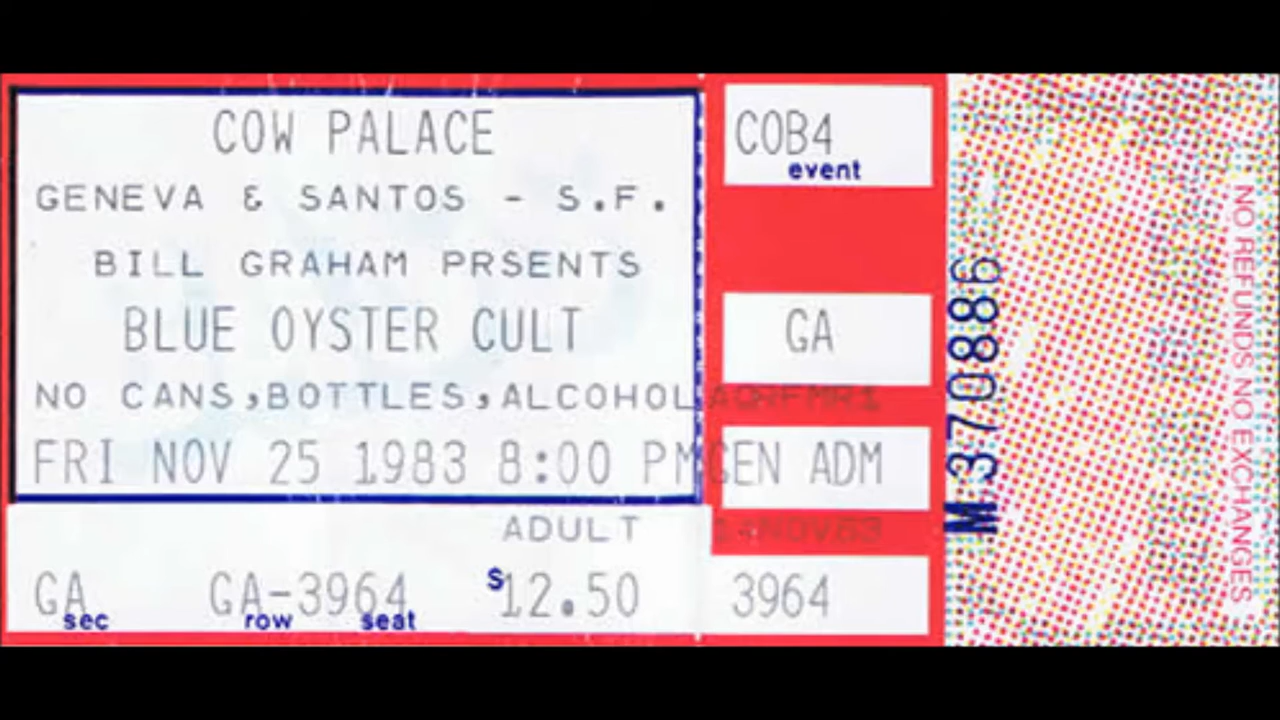 COW PALACE
GENEVA & SANTOS - S.F.
BILL GRAHAM PRSENTS
BLUE OYSTER CULT
NO CANS,BOTTLES,ALCOHOL
FRI NOV 25 1983 8:00 PM
ADULT
GA GA-3964 $12.50
sec row seat
COB4
event
GA
GEN ADM
14NOV83
3964
M 370886
NO REFUNDS NO EXCHANGES